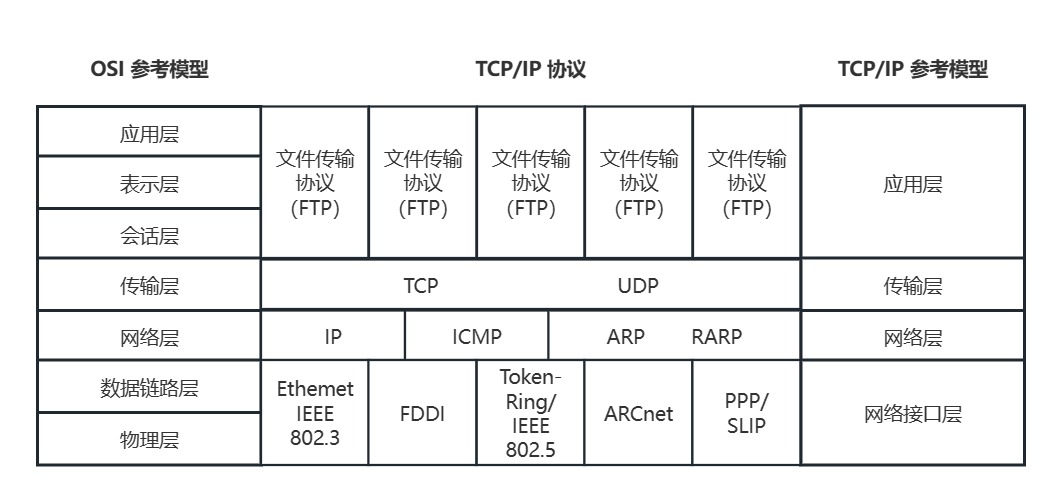 OSI 参考模型
TCP/IP 协议
TCP/IP 参考模型
应用层
表示层
会话层
文件传输
协议
（FTP）
文件传输
协议
（FTP）
文件传输
协议
（FTP）
文件传输
协议
（FTP）
文件传输
协议
（FTP）
应用层
传输层
TCP
UDP
传输层
网络层
IP
ICMP
ARP
RARP
网络层
数据链路层
物理层
Ethemet
IEEE
802.3
FDDI
Token-
Ring/
IEEE
802.5
ARCnet
PPP/
SLIP
网络接口层